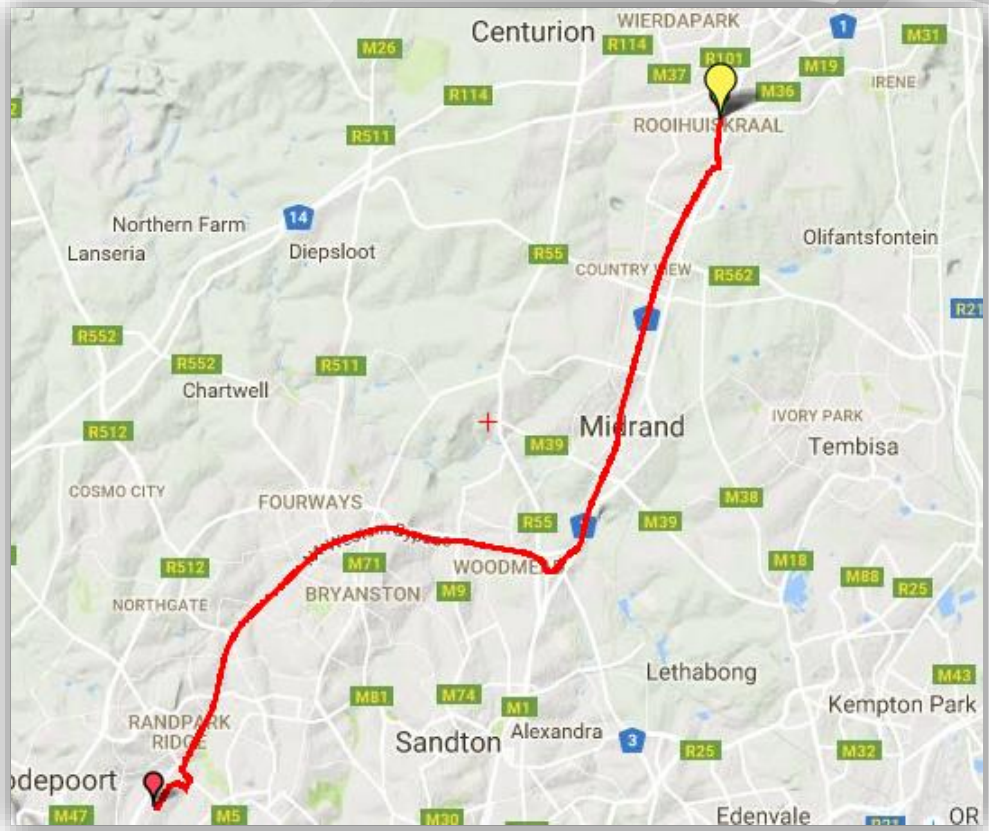 WIERDAPARK
Centurion
1
M31
M26
R114
R101
M37
M19
IRENE
R114
M36
ROOIHUISKRAAL
R511
14
Northern Farm
Lanseria
Diepsloot
Olifantsfontein
R55
COUNTRY VIEW
R562
R21
R552
R552
R511
Chartwell
Midrand
IVORY PARK
R512
M39
Tembisa
COSMO CITY
FOURWAYS
M38
R55
M39
Western Bypass
R512
M71
WOODMEAD
M18
M88
R25
NORTHGATE
BRYANSTON
M9
Lethabong
M43
M81
M74
M1
Kempton Park
RANDPARK
RIDGE
Sandton
Alexandra
3
R25
M32
odepoort
M47
M5
M30
Edenvale
R21
OR